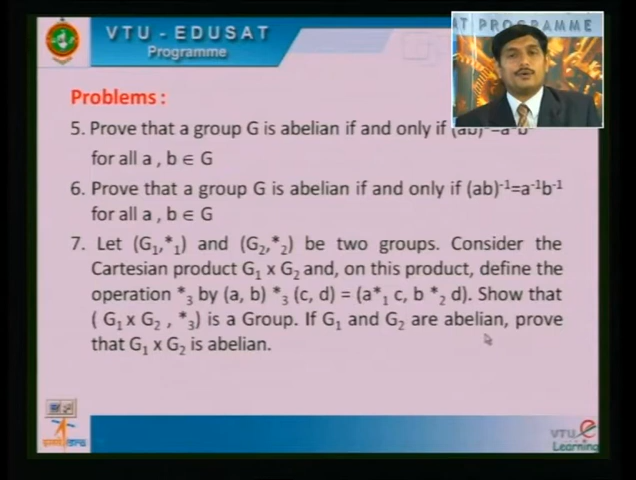 VTU - EDUSAT
Programme
AT PROGRAMME
Problems :
5. Prove that a group G is abelian if and only if (ab)
for all a , b ∈ G
6. Prove that a group G is abelian if and only if (ab)⁻¹=a⁻¹b⁻¹
for all a , b ∈ G
7. Let (G₁,*₁) and (G₂,*₂) be two groups. Consider the
Cartesian product G₁ x G₂ and, on this product, define the
operation *₃ by (a, b) *₃ (c, d) = (a*₁ c, b *₂ d). Show that
( G₁ x G₂ , *₃) is a Group. If G₁ and G₂ are abelian, prove
that G₁ x G₂ is abelian.
VTU e
Learning